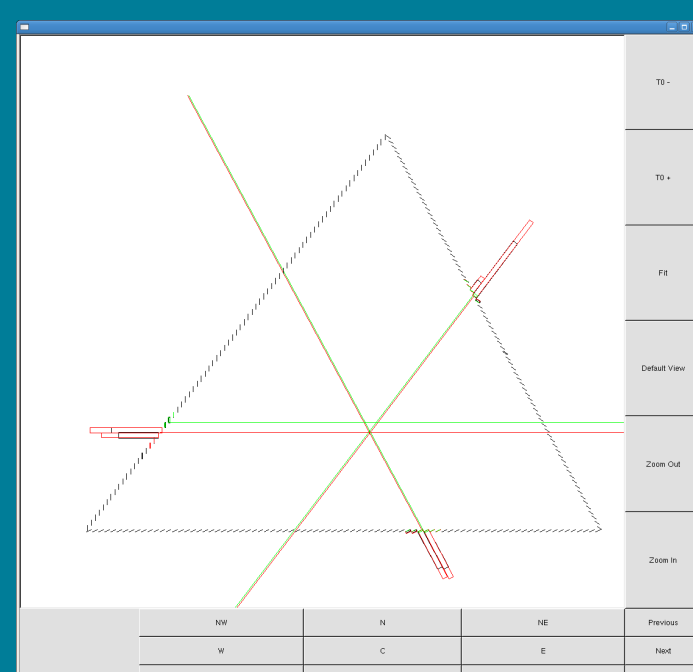 T0 -
T0 +
Fit
Default View
Zoom Out
Zoom In
NW N NE Previous
W C E Next